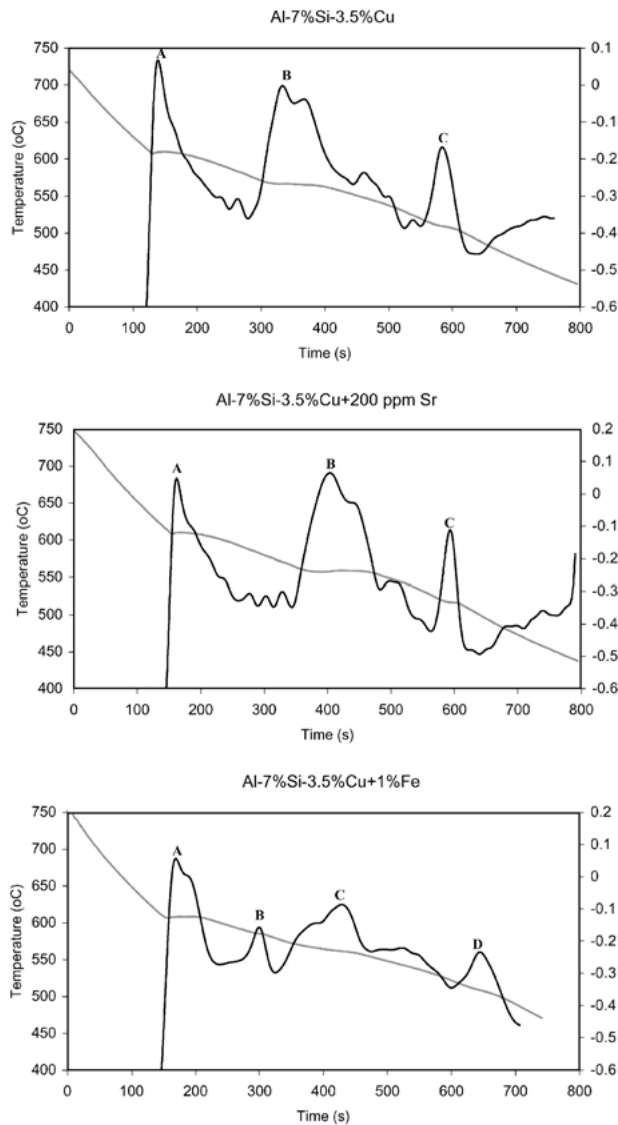 Al-7%Si-3.5%Cu
750
700
650
600
550
500
450
400
Temperature (oC)
A
B
C
0.1
0
-0.1
-0.2
-0.3
-0.4
-0.5
-0.6
0 100 200 300 400 500 600 700 800
Time (s)
Al-7%Si-3.5%Cu+200 ppm Sr
750
700
650
600
550
500
450
400
Temperature (oC)
A
B
C
0.2
0.1
0
-0.1
-0.2
-0.3
-0.4
-0.5
-0.6
0 100 200 300 400 500 600 700 800
Time (s)
Al-7%Si-3.5%Cu+1%Fe
750
700
650
600
550
500
450
400
Temperature (oC)
A
B
C
D
0.2
0.1
0
-0.1
-0.2
-0.3
-0.4
-0.5
-0.6
0 100 200 300 400 500 600 700 800
Time (s)